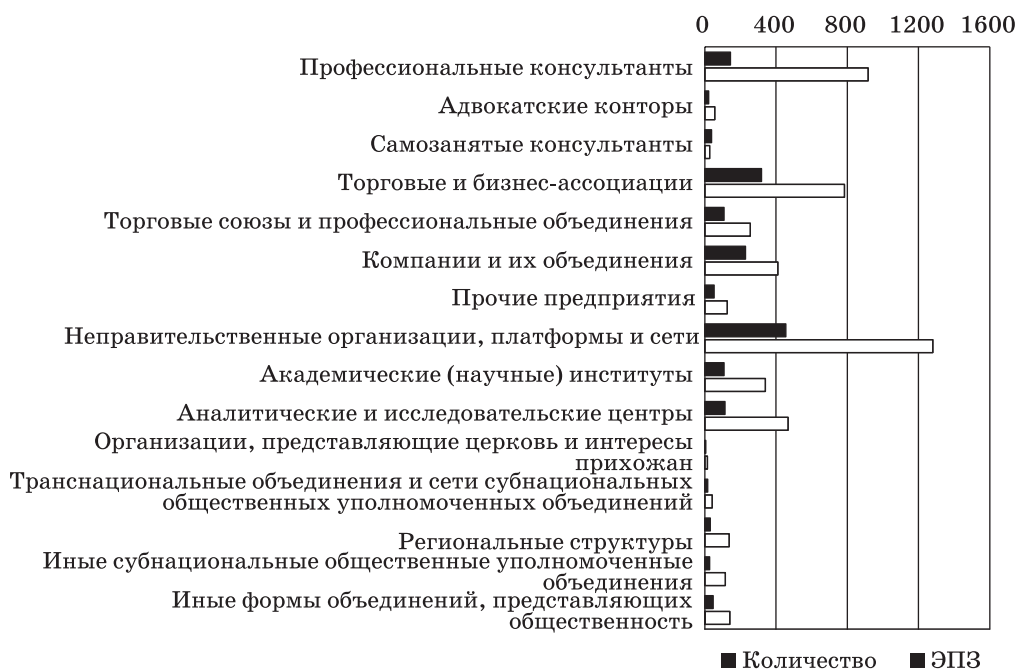 0 400 800 1200 1600
Профессиональные консультанты
Адвокатские конторы
Самозанятые консультанты
Торговые и бизнес-ассоциации
Торговые союзы и профессиональные объединения
Компании и их объединения
Прочие предприятия
Неправительственные организации, платформы и сети
Академические (научные) институты
Аналитические и исследовательские центры
Организации, представляющие церковь и интересы
прихожан
Транснациональные объединения и сети субнациональных
общественных уполномоченных объединений
Региональные структуры
Иные субнациональные общественные уполномоченные
объединения
Иные формы объединений, представляющих
общественность
Количество ЭПЗ